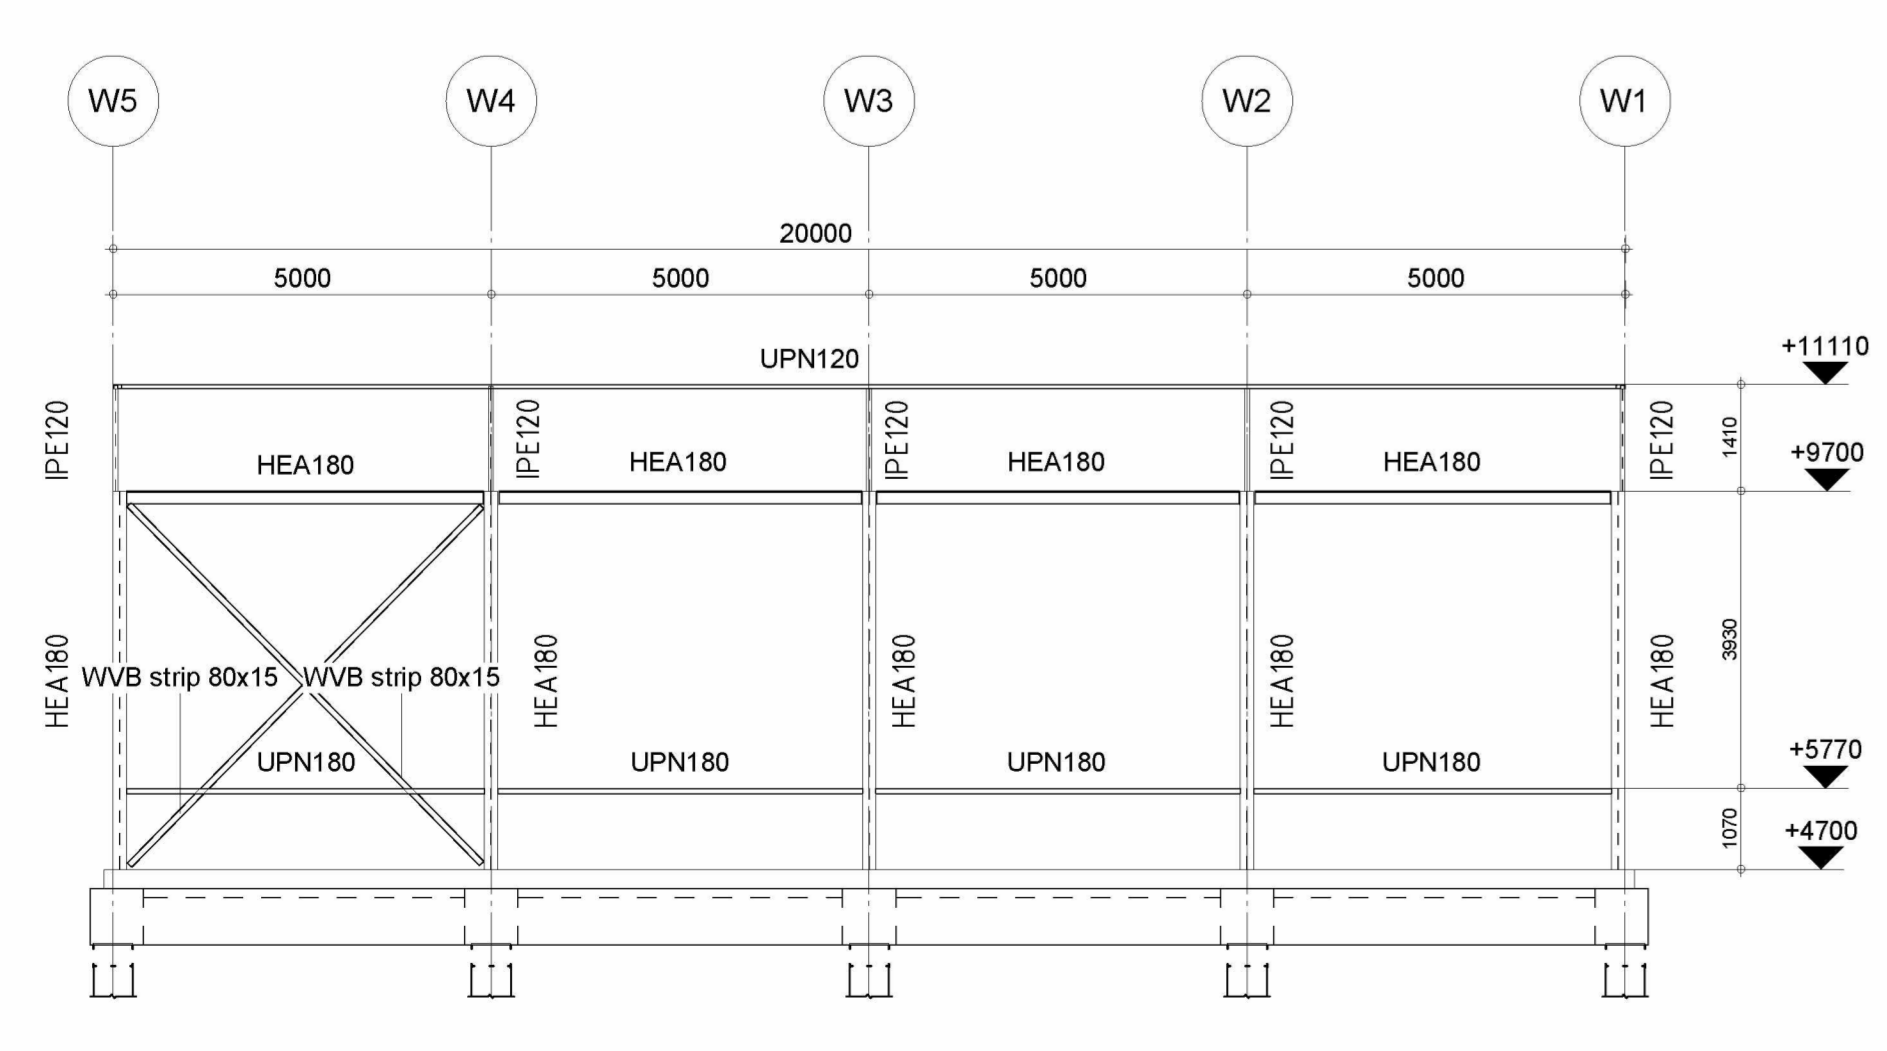 W5 W4 W3 W2 W1
20000
5000 5000 5000 5000
UPN120
+11110
IPE120 IPE120 IPE120 IPE120 IPE120
1410
+9700
HEA180 HEA180 HEA180 HEA180
3930
HEA180 HEA180 HEA180 HEA180 HEA180
WVB strip 80x15 WVB strip 80x15
+5770
UPN180 UPN180 UPN180 UPN180
1070
+4700